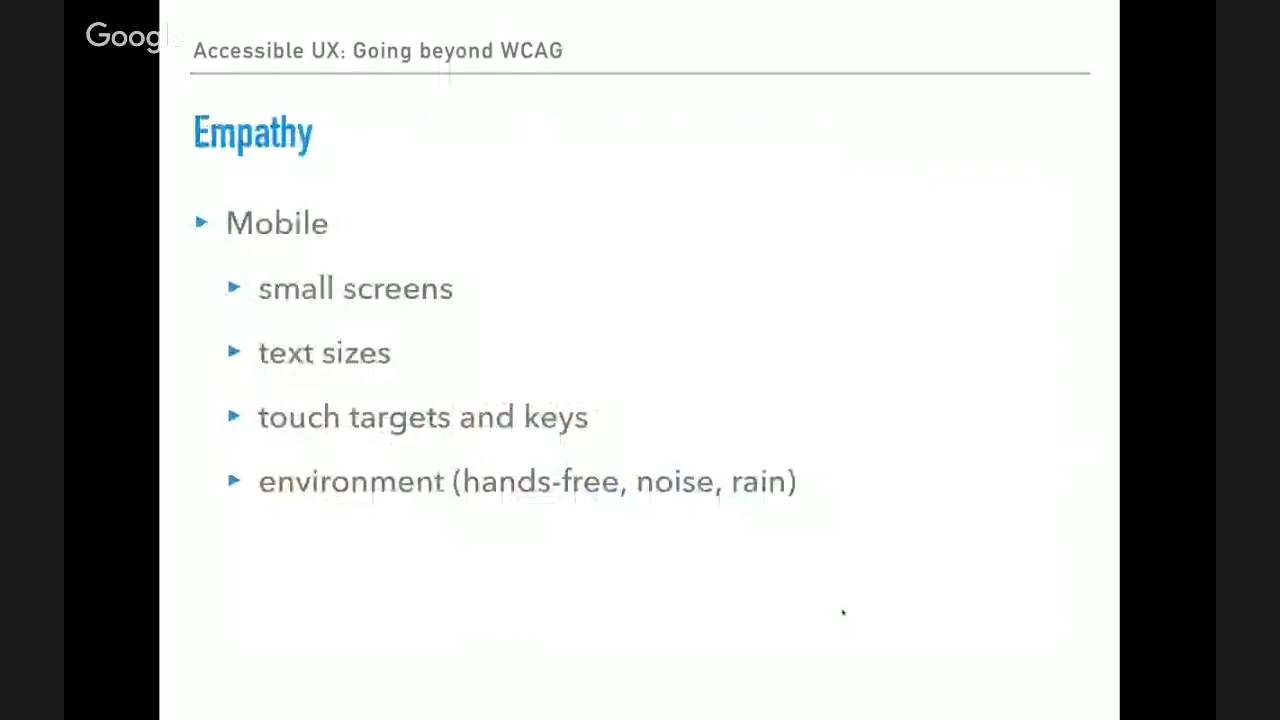 Google
Accessible UX: Going beyond WCAG
Empathy
Mobile
small screens
text sizes
touch targets and keys
environment (hands-free, noise, rain)